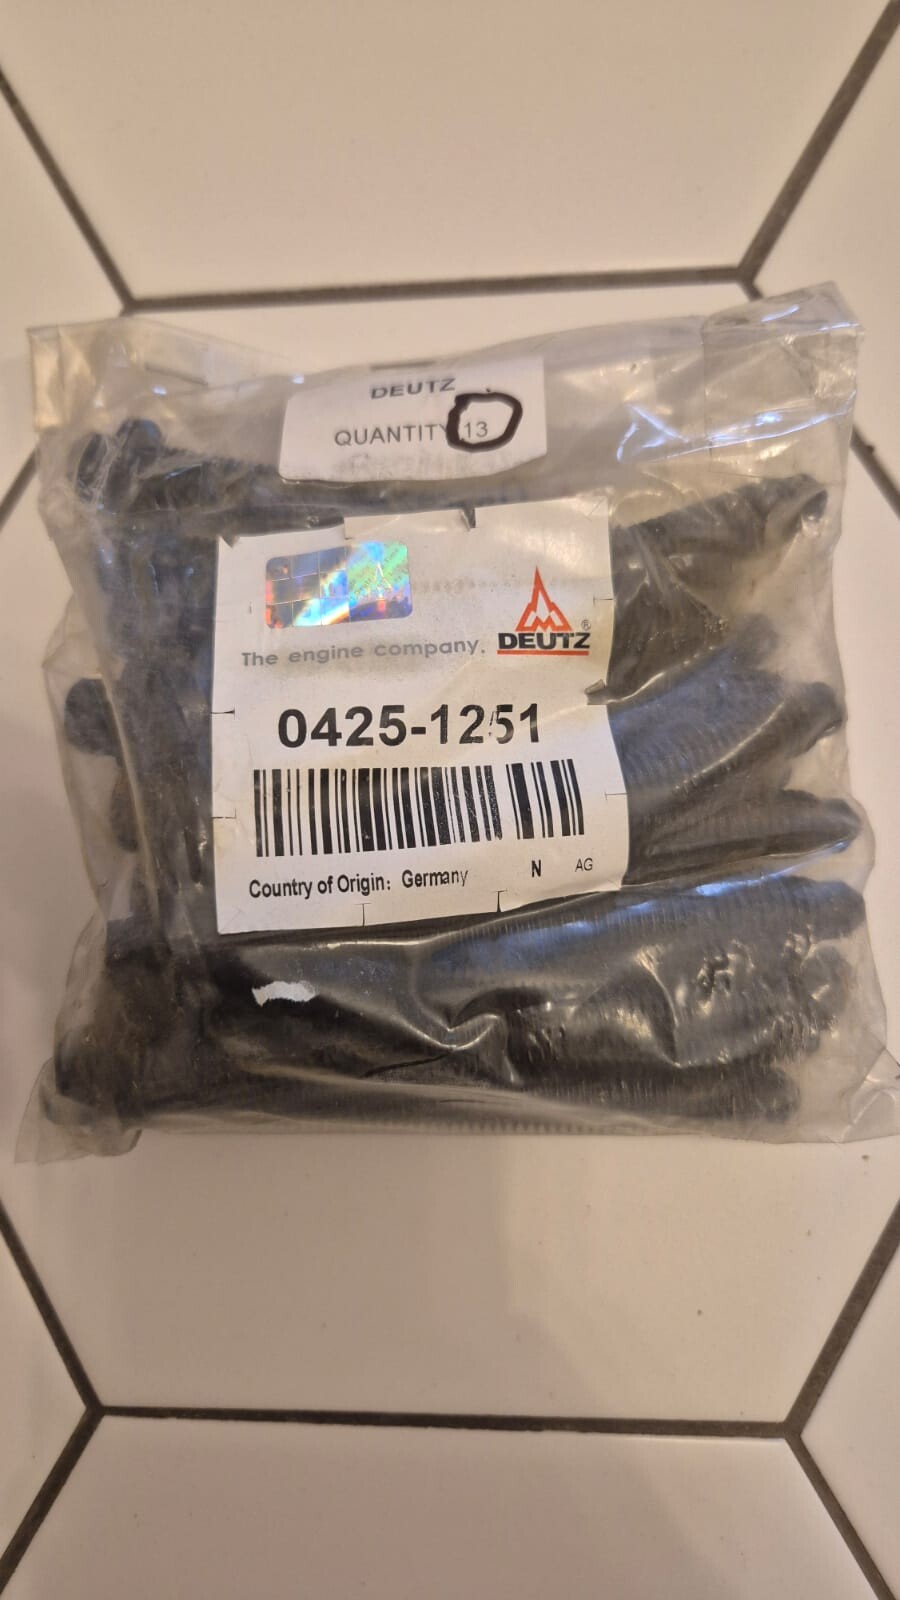 DEUTZ
QUANTITY 13
The engine company.
DEUTZ®
0425-1251
Country of Origin: Germany N AG